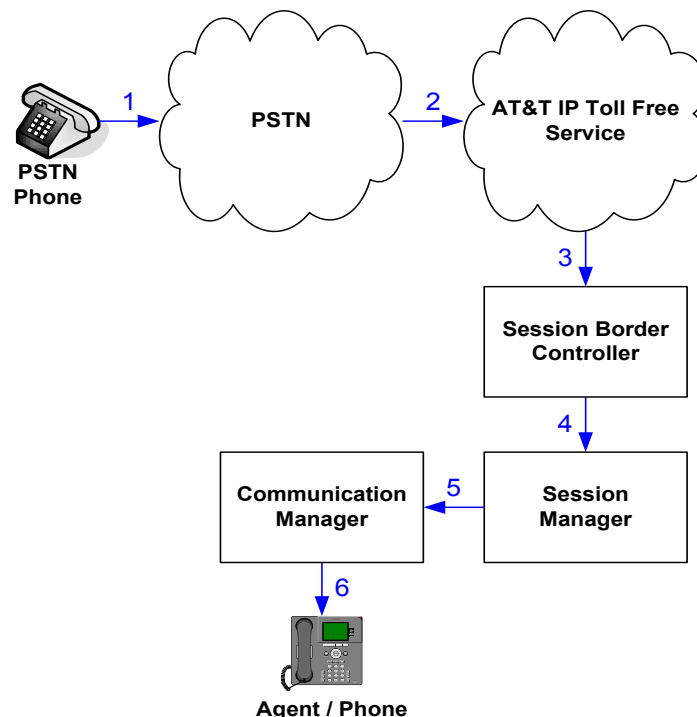 1
2
PSTN
AT&T IP Toll Free
Service
PSTN
Phone
3
Session Border
Controller
4
Communication
Manager
5
Session
Manager
6
Agent / Phone